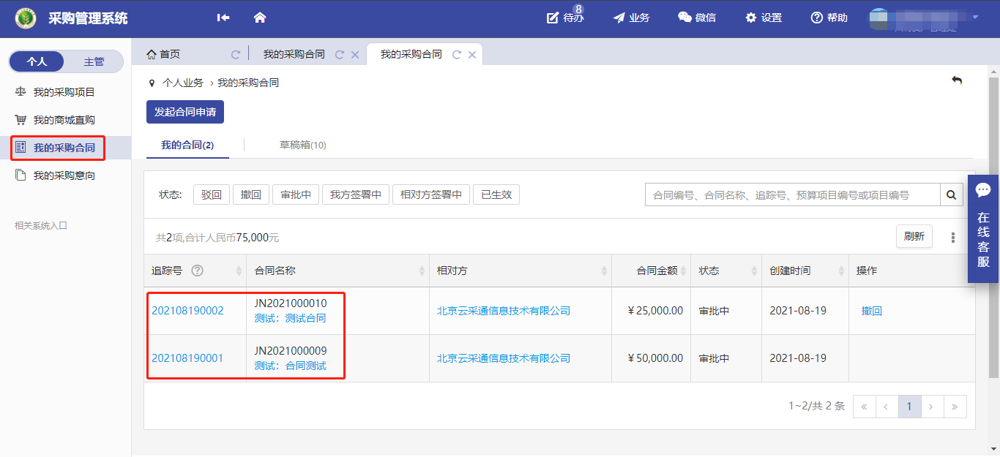 采购管理系统
待办
8
业务
微信
设置
帮助
个人
主管
首页
我的采购合同
我的采购合同
我的采购项目
我的商城直购
我的采购合同
我的采购意向
相关系统入口
个人业务 > 我的采购合同
发起合同申请
我的合同(2)
草稿箱(10)
状态:
驳回
撤回
审批中
我方签署中
相对方签署中
已生效
合同编号、合同名称、追踪号、预算项目编号或项目编号
共2项,合计人民币75,000元
刷新
追踪号 ?
合同名称
相对方
合同金额
状态
创建时间
操作
202108190002
JN2021000010
测试：测试合同
北京云采通信息技术有限公司
¥25,000.00
审批中
2021-08-19
撤回
202108190001
JN2021000009
测试：合同测试
北京云采通信息技术有限公司
¥50,000.00
审批中
2021-08-19
1~2/共 2 条
«
‹
1
›
»
在线客服